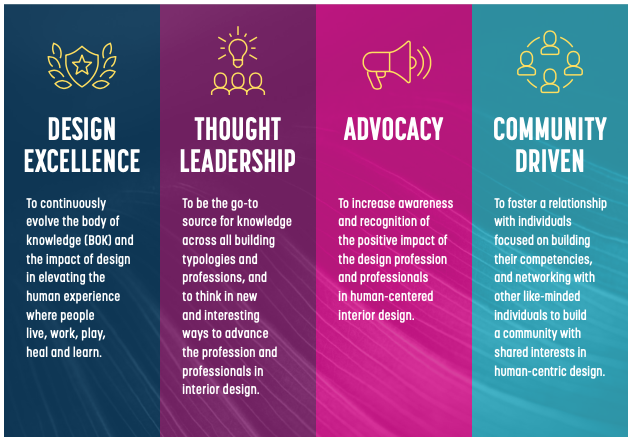 DESIGN
EXCELLENCE
To continuously
evolve the body of
knowledge (BOK) and
the impact of design
in elevating the
human experience
where people
live, work, play,
heal and learn.
THOUGHT
LEADERSHIP
To be the go-to
source for knowledge
across all building
typologies and
professions, and
to think in new
and interesting
ways to advance
the profession and
professionals in
interior design.
ADVOCACY
To increase awareness
and recognition of
the positive impact of
the design profession
and professionals
in human-centered
interior design.
COMMUNITY
DRIVEN
To foster a relationship
with individuals
focused on building
their competencies,
and networking with
other like-minded
individuals to build
a community with
shared interests in
human-centric design.